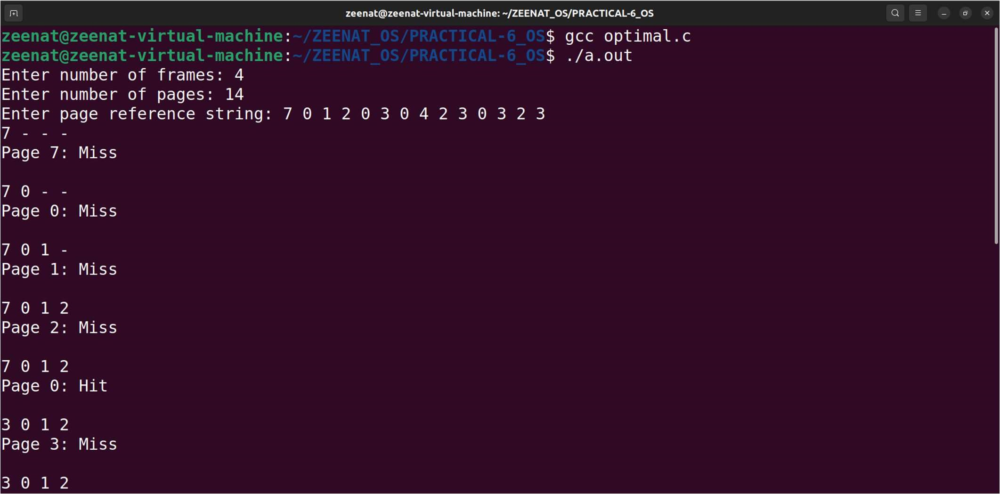 zeenat@zeenat-virtual-machine: ~/ZEENAT_OS/PRACTICAL-6_OS
zeenat@zeenat-virtual-machine:~/ZEENAT_OS/PRACTICAL-6_OS$ gcc optimal.c
zeenat@zeenat-virtual-machine:~/ZEENAT_OS/PRACTICAL-6_OS$ ./a.out
Enter number of frames: 4
Enter number of pages: 14
Enter page reference string: 7 0 1 2 0 3 0 4 2 3 0 3 2 3
7 - - -
Page 7: Miss
7 0 - -
Page 0: Miss
7 0 1 -
Page 1: Miss
7 0 1 2
Page 2: Miss
7 0 1 2
Page 0: Hit
3 0 1 2
Page 3: Miss
3 0 1 2